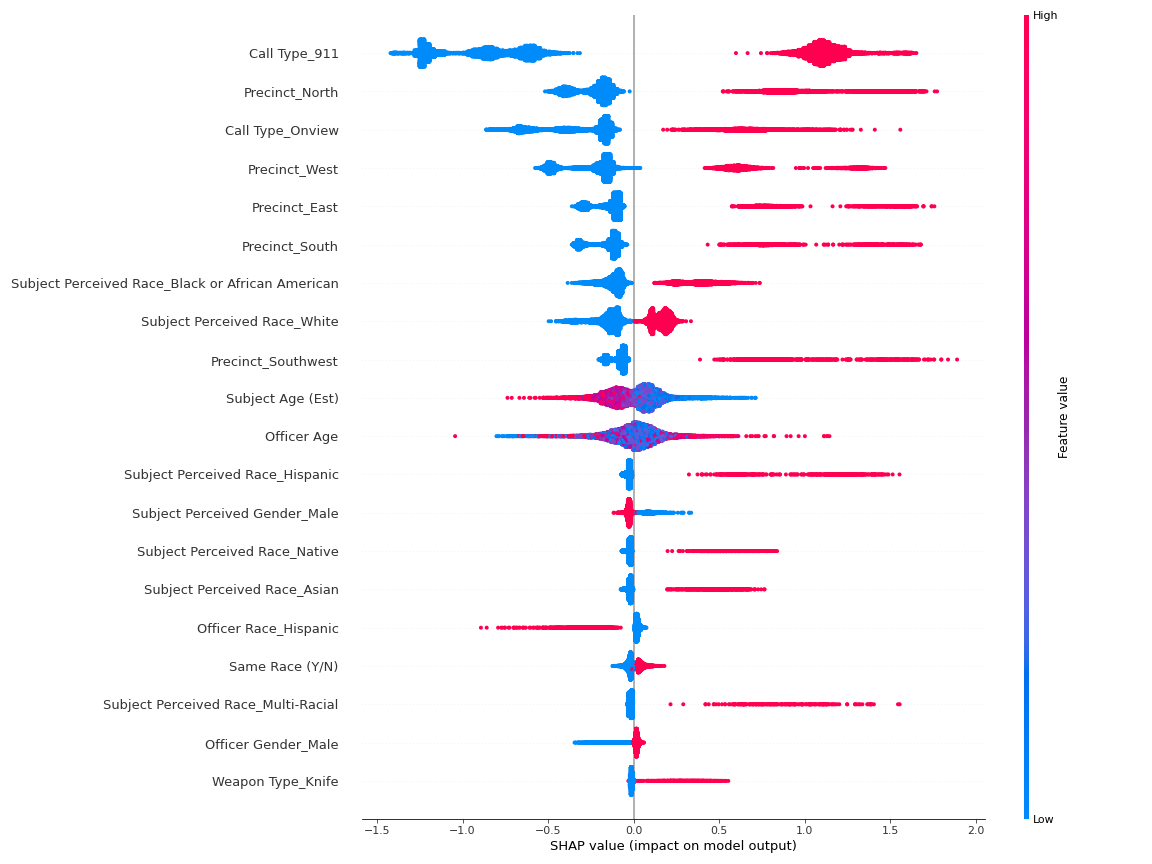 High
Call Type_911
Precinct_North
Call Type_Onview
Precinct_West
Precinct_East
Precinct_South
Subject Perceived Race_Black or African American
Subject Perceived Race_White
Precinct_Southwest
Subject Age (Est)
Officer Age
Subject Perceived Race_Hispanic
Subject Perceived Gender_Male
Subject Perceived Race_Native
Subject Perceived Race_Asian
Officer Race_Hispanic
Same Race (Y/N)
Subject Perceived Race_Multi-Racial
Officer Gender_Male
Weapon Type_Knife
Feature value
Low
−1.5 −1.0 −0.5 0.0 0.5 1.0 1.5 2.0
SHAP value (impact on model output)